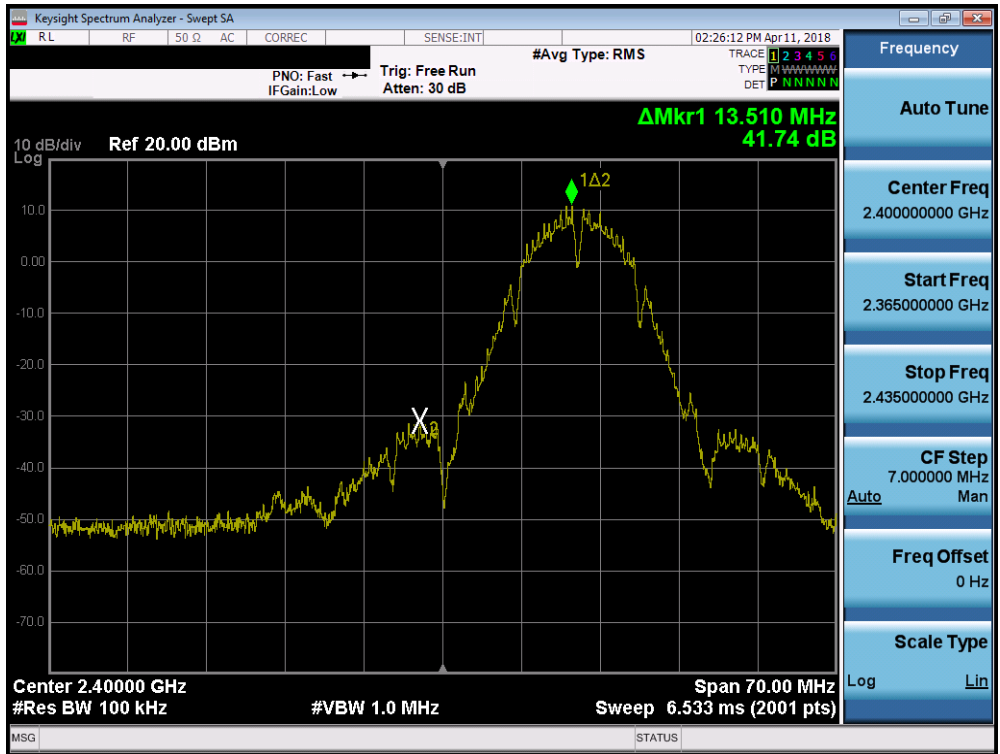 Keysight Spectrum Analyzer - Swept SA
LXI RL RF 50 Ω AC CORREC SENSE:INT 02:26:12 PM Apr 11, 2018
#Avg Type: RMS TRACE 1 2 3 4 5 6
PNO: Fast Trig: Free Run TYPE M WWWWW
IFGain:Low Atten: 30 dB DET P N N N N N
ΔMkr1 13.510 MHz
41.74 dB
10 dB/div Ref 20.00 dBm
Log
1Δ2
10.0
0.00
-10.0
-20.0
-30.0
X2
-40.0
-50.0
-60.0
-70.0
Center 2.40000 GHz Span 70.00 MHz
#Res BW 100 kHz #VBW 1.0 MHz Sweep 6.533 ms (2001 pts)
MSG STATUS
Frequency
Auto Tune
Center Freq
2.400000000 GHz
Start Freq
2.365000000 GHz
Stop Freq
2.435000000 GHz
CF Step
7.000000 MHz
Auto Man
Freq Offset
0 Hz
Scale Type
Log Lin